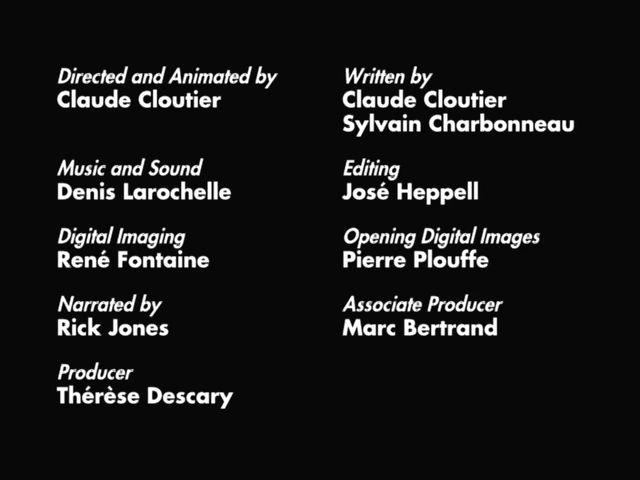 Directed and Animated by
Claude Cloutier
Written by
Claude Cloutier
Sylvain Charbonneau
Music and Sound
Denis Larochelle
Editing
José Heppell
Digital Imaging
René Fontaine
Opening Digital Images
Pierre Plouffe
Narrated by
Rick Jones
Associate Producer
Marc Bertrand
Producer
Thérèse Descary